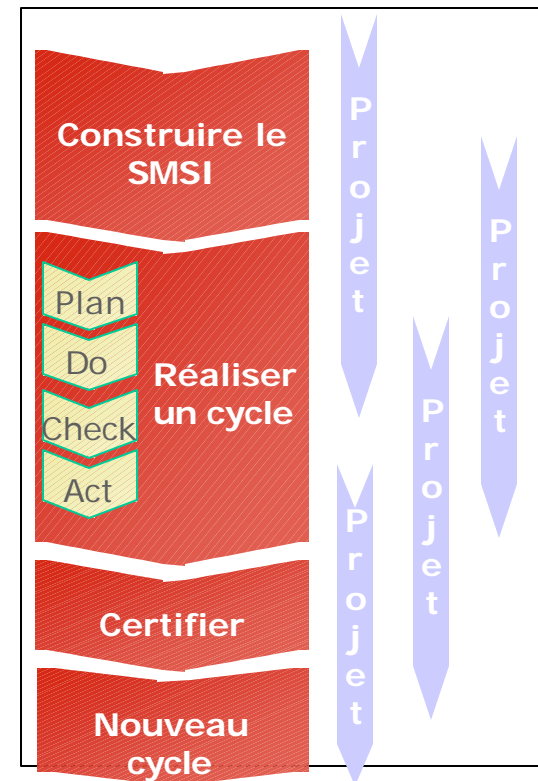 Construire le
SMSI
Plan
Do
Check
Act
Réaliser
un cycle
Certifier
Nouveau
cycle
Projet
Projet
Projet
Projet